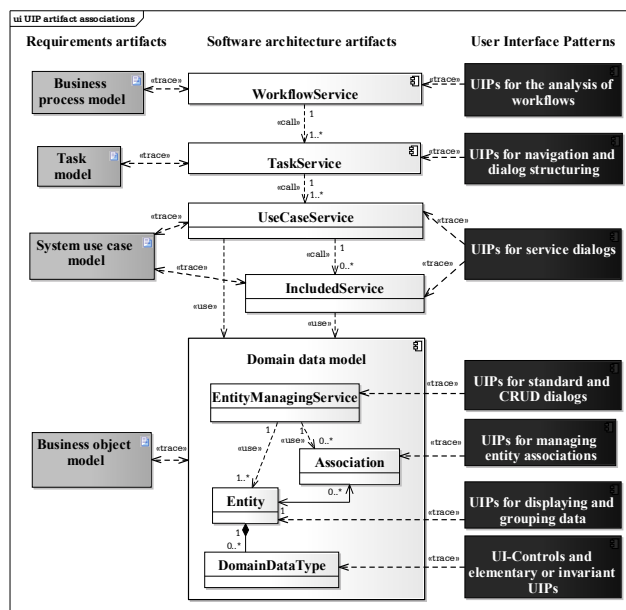 ui UIP artifact associations
Requirements artifacts
Software architecture artifacts
User Interface Patterns
Business
process model
«trace»
WorkflowService
«trace»
UIPs for the analysis of
workflows
1
«call»
1..*
Task
model
«trace»
TaskService
«trace»
UIPs for navigation and
dialog structuring
1
«call»
1..*
UseCaseService
«trace»
«trace»
System use case
model
1
«call»
0..*
UIPs for service dialogs
«trace»
«trace»
IncludedService
«use»
«use»
Domain data model
EntityManagingService
«trace»
UIPs for standard and
CRUD dialogs
1
1
«use»
«use»
0..*
Business object
model
«trace»
Association
«trace»
UIPs for managing
entity associations
1..*
0..*
Entity
1
«trace»
UIPs for displaying and
grouping data
1
0..*
DomainDataType
«trace»
UI-Controls and
elementary or invariant
UIPs